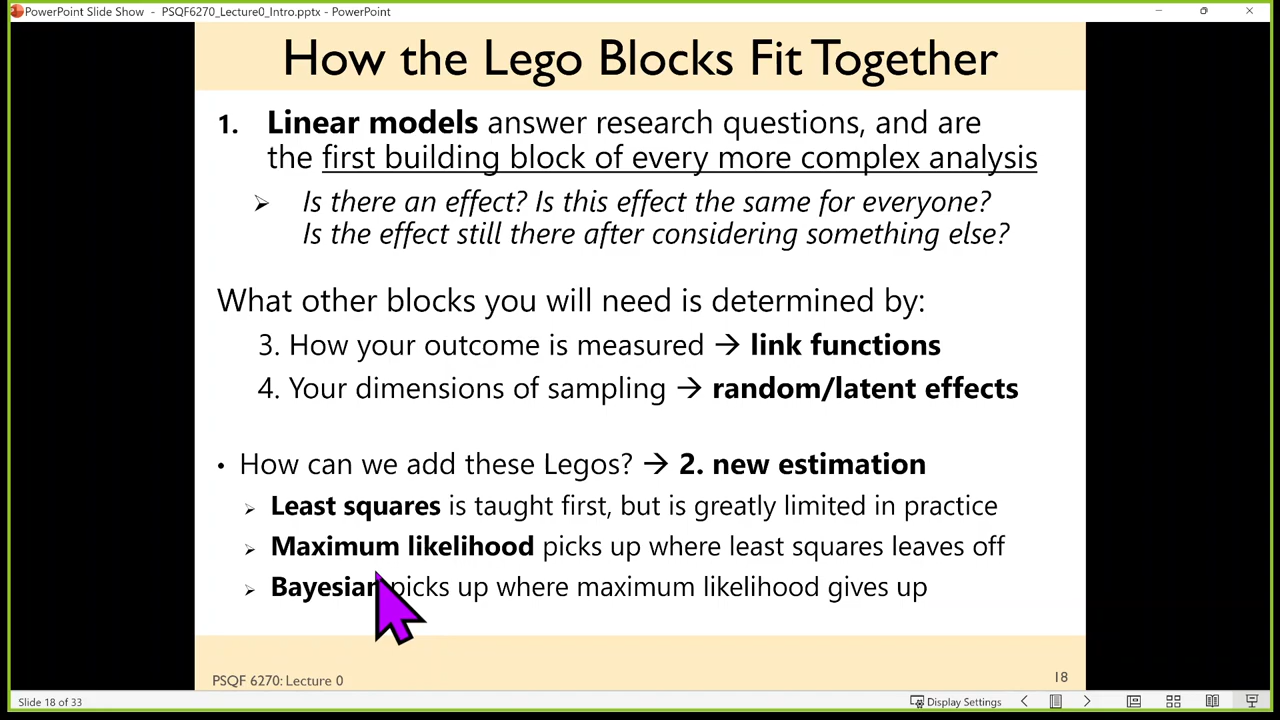 PowerPoint Slide Show - PSQF6270_Lecture0_Intro.pptx - PowerPoint
How the Lego Blocks Fit Together
1. Linear models answer research questions, and are
the first building block of every more complex analysis
➢ Is there an effect? Is this effect the same for everyone?
Is the effect still there after considering something else?
What other blocks you will need is determined by:
3. How your outcome is measured → link functions
4. Your dimensions of sampling → random/latent effects
• How can we add these Legos? → 2. new estimation
➢ Least squares is taught first, but is greatly limited in practice
➢ Maximum likelihood picks up where least squares leaves off
➢ Bayesian picks up where maximum likelihood gives up
PSQF 6270: Lecture 0
18
Slide 18 of 33
Display Settings